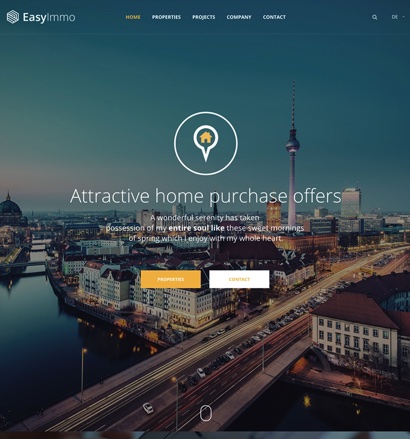 EasyImmo
HOME PROPERTIES PROJECTS COMPANY CONTACT
DE
Attractive home purchase offers
A wonderful serenity has taken
possession of my entire soul like these sweet mornings
of spring which I enjoy with my whole heart.
PROPERTIES CONTACT